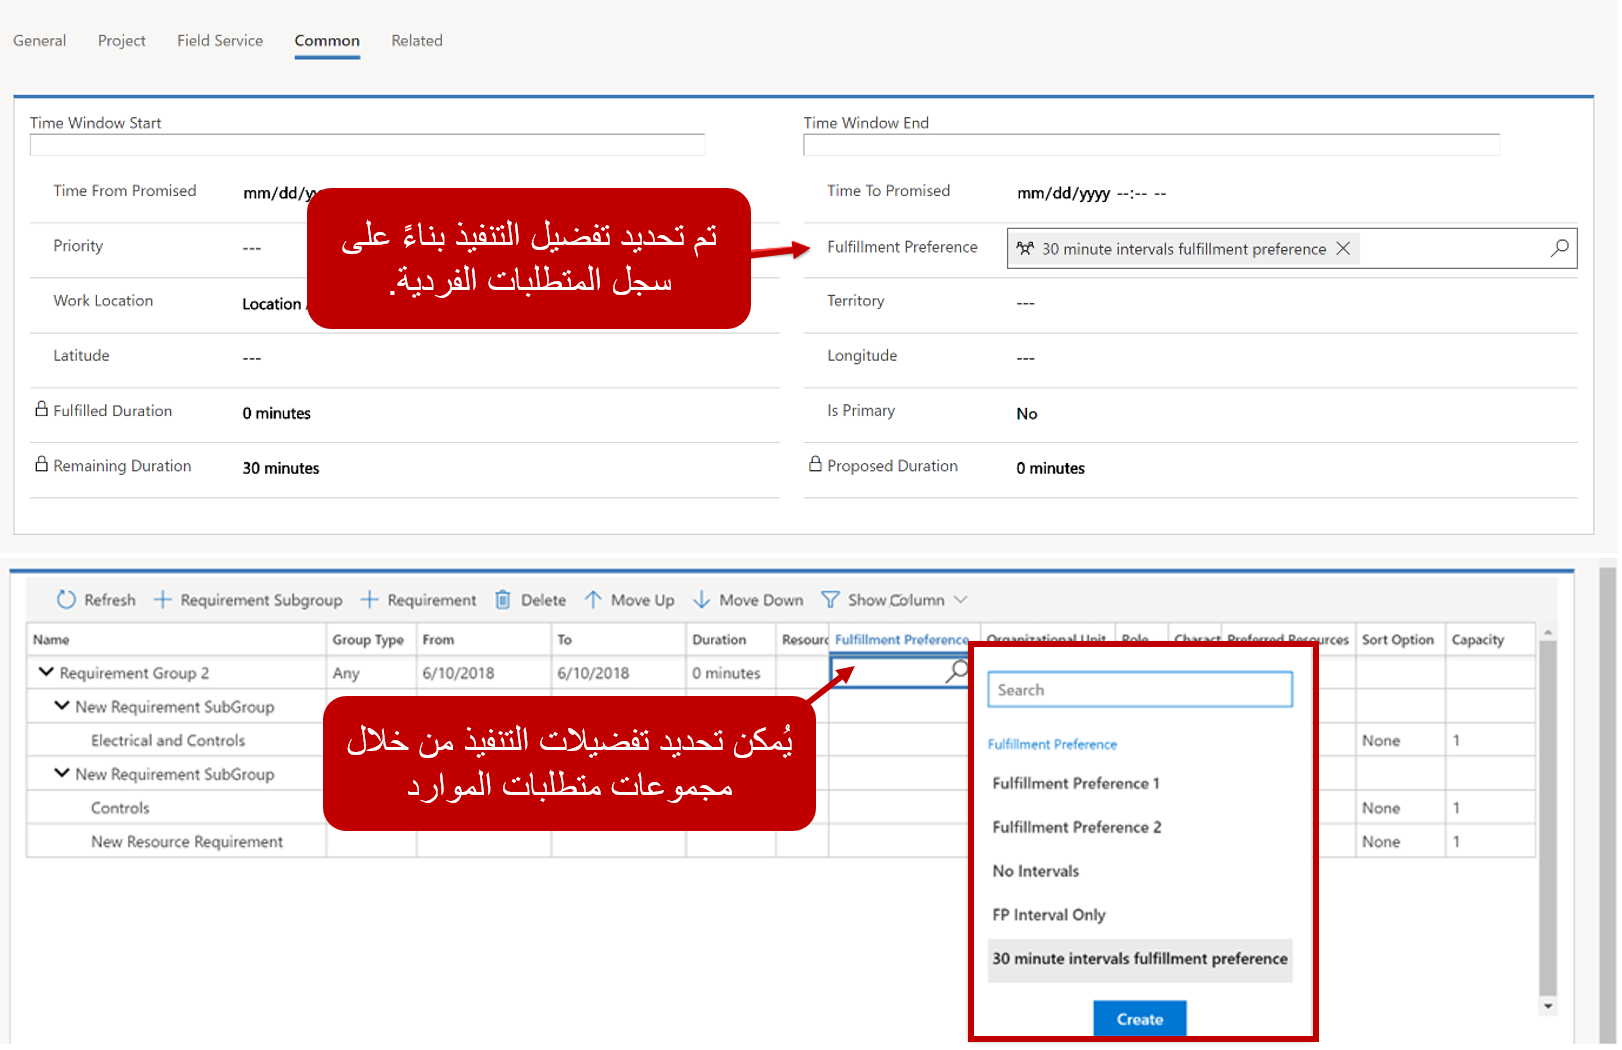 General Project Field Service Common Related
Time Window Start Time Window End
Time From Promised mm/dd/yy Time To Promised mm/dd/yyyy --:-- --
Priority --- Fulfillment Preference 30 minute intervals fulfillment preference
تم تحديد تفضيل التنفيذ بناءً على
سجل المتطلبات الفردية.
Work Location Location Territory ---
Latitude --- Longitude ---
Fulfilled Duration 0 minutes Is Primary No
Remaining Duration 30 minutes Proposed Duration 0 minutes
Refresh Requirement Subgroup Requirement Delete Move Up Move Down Show Column
Name Group Type From To Duration Resourc Fulfillment Preference Organizational Unit Role Charact Preferred Resources Sort Option Capacity
Requirement Group 2 Any 6/10/2018 6/10/2018 0 minutes
New Requirement SubGroup
Electrical and Controls None 1
New Requirement SubGroup
Controls None 1
New Resource Requirement None 1
يُمكن تحديد تفضيلات التنفيذ من خلال
مجموعات متطلبات الموارد
Search
Fulfillment Preference
Fulfillment Preference 1
Fulfillment Preference 2
No Intervals
FP Interval Only
30 minute intervals fulfillment preference
Create